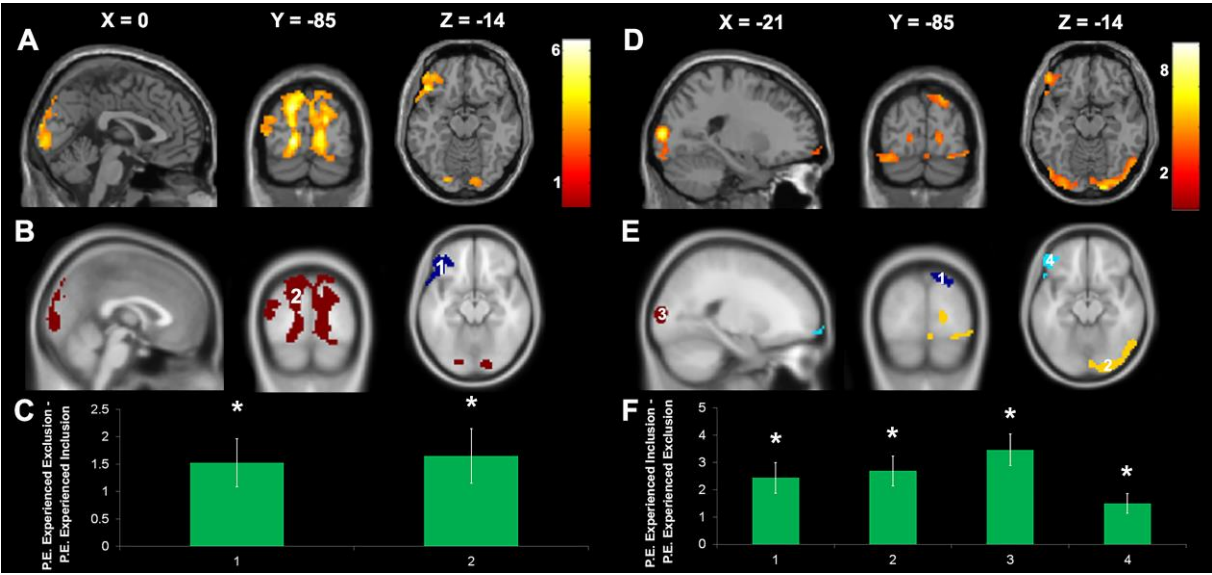 A
X = 0
Y = -85
Z = -14
6
1
B
2
1
C
P.E. Experienced Exclusion -
P.E. Experienced Inclusion
2.5
2
1.5
1
0.5
0
*
*
1
2
D
X = -21
Y = -85
Z = -14
8
2
E
3
1
4
2
F
P.E. Experienced Inclusion -
P.E. Experienced Exclusion
5
4
3
2
1
0
*
*
*
*
1
2
3
4